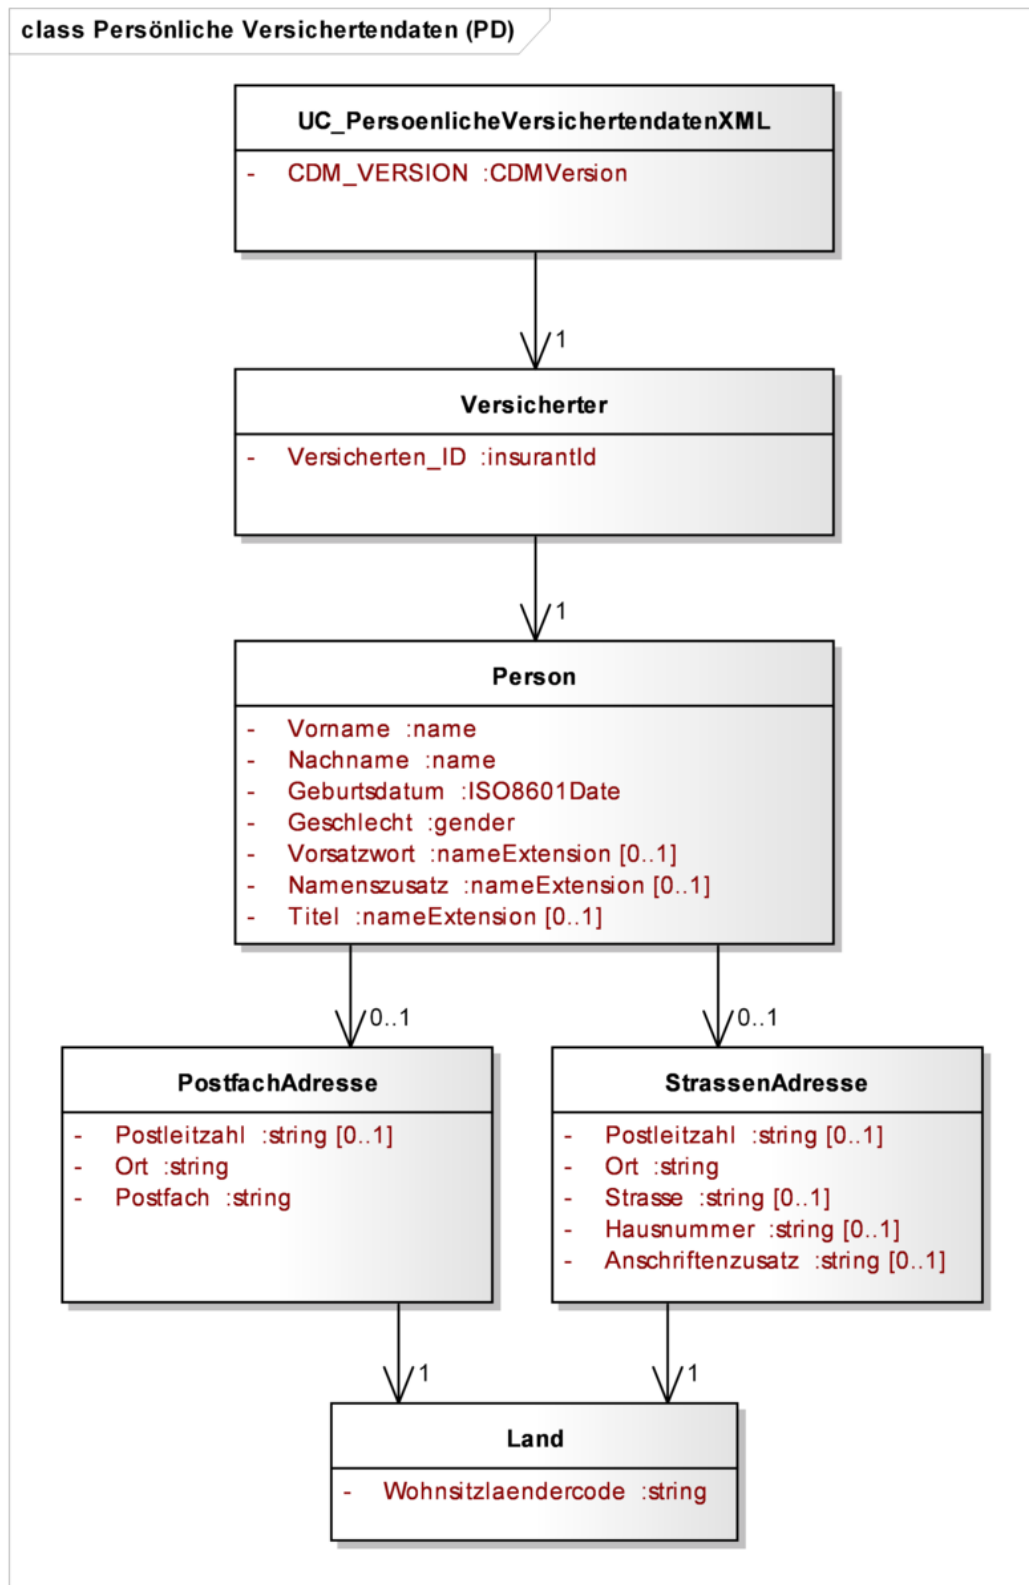 class Persönliche Versichertendaten (PD)
UC_PersoenlicheVersichertendatenXML
- CDM_VERSION :CDMVersion
1
Versicherter
- Versicherten_ID :insurantId
1
Person
- Vorname :name
- Nachname :name
- Geburtsdatum :ISO8601Date
- Geschlecht :gender
- Vorsatzwort :nameExtension [0..1]
- Namenszusatz :nameExtension [0..1]
- Titel :nameExtension [0..1]
0..1
0..1
PostfachAdresse
- Postleitzahl :string [0..1]
- Ort :string
- Postfach :string
StrassenAdresse
- Postleitzahl :string [0..1]
- Ort :string
- Strasse :string [0..1]
- Hausnummer :string [0..1]
- Anschriftenzusatz :string [0..1]
1
1
Land
- Wohnsitzlaendercode :string